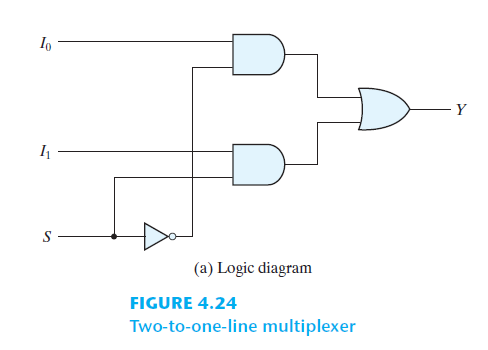 I₀
Y
I₁
S
(a) Logic diagram
FIGURE 4.24
Two-to-one-line multiplexer